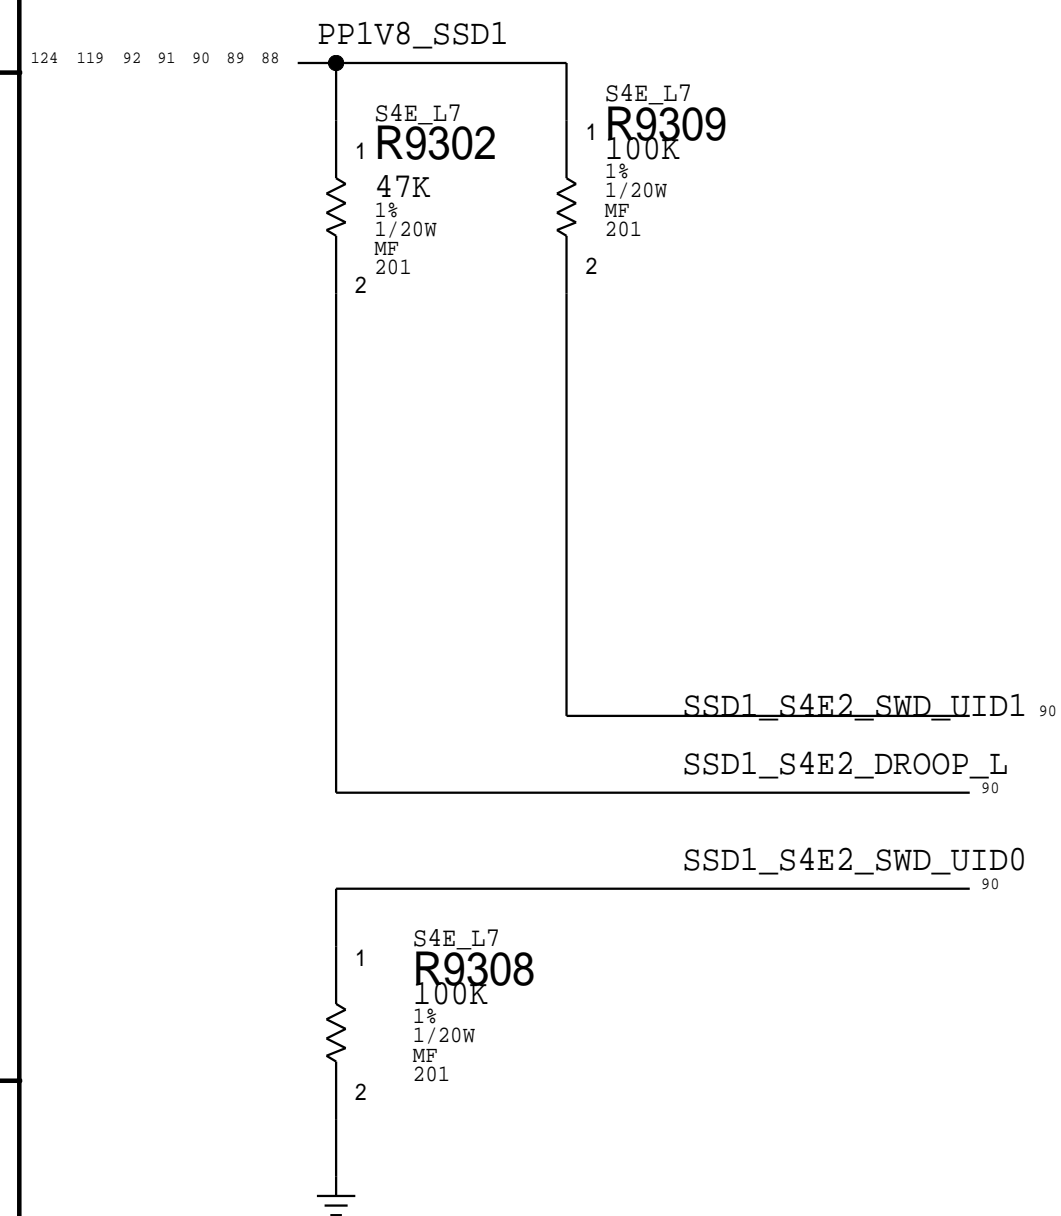 PP1V8_SSD1
124 119 92 91 90 89 88
S4E_L7
1 R9302
47K
1%
1/20W
MF
201
2
S4E_L7
1 R9309
100K
1%
1/20W
MF
201
2
SSD1_S4E2_SWD_UID1 90
SSD1_S4E2_DROOP_L
90
SSD1_S4E2_SWD_UID0
90
S4E_L7
1 R9308
100K
1%
1/20W
MF
201
2